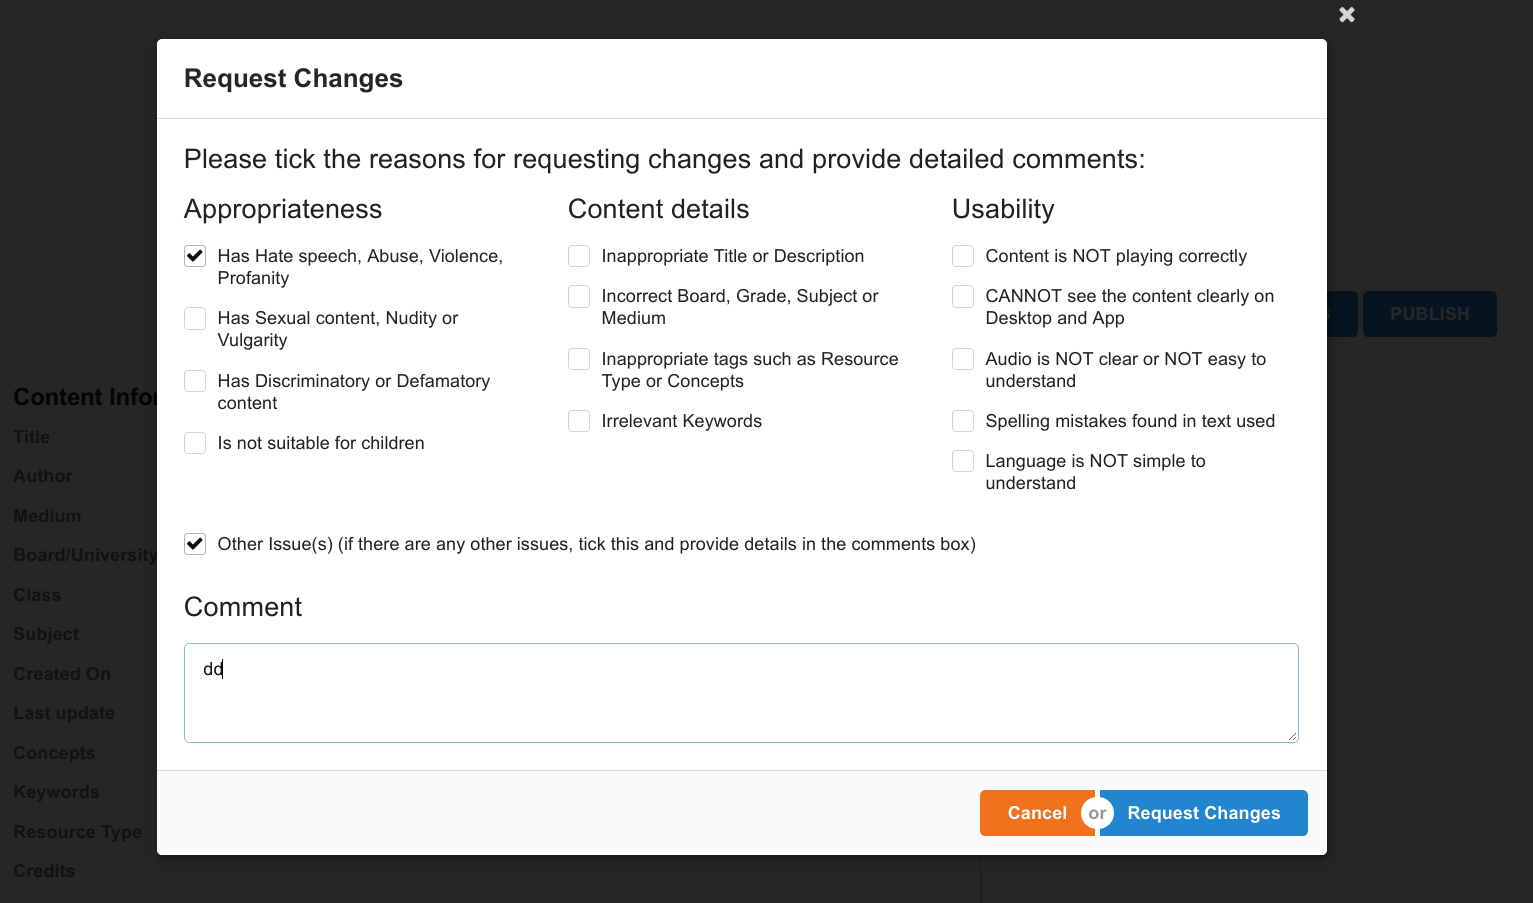 Request Changes
Please tick the reasons for requesting changes and provide detailed comments:
Appropriateness
Has Hate speech, Abuse, Violence,
Profanity
Has Sexual content, Nudity or
Vulgarity
Has Discriminatory or Defamatory
content
Is not suitable for children
Content details
Inappropriate Title or Description
Incorrect Board, Grade, Subject or
Medium
Inappropriate tags such as Resource
Type or Concepts
Irrelevant Keywords
Usability
Content is NOT playing correctly
CANNOT see the content clearly on
Desktop and App
Audio is NOT clear or NOT easy to
understand
Spelling mistakes found in text used
Language is NOT simple to
understand
Other Issue(s) (if there are any other issues, tick this and provide details in the comments box)
Comment
dd
Cancel or Request Changes
PUBLISH
Content Infor
Title
Author
Medium
Board/University
Class
Subject
Created On
Last update
Concepts
Keywords
Resource Type
Credits